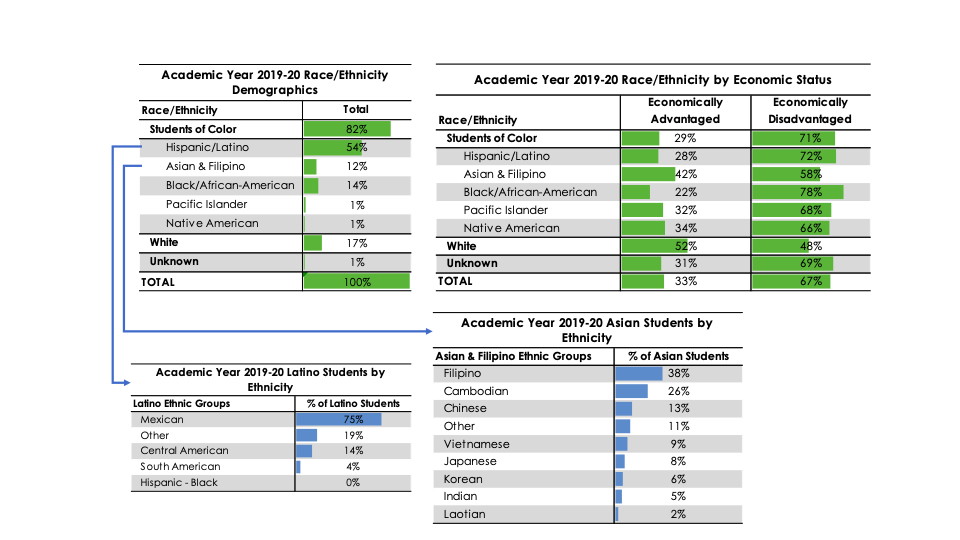 Academic Year 2019-20 Race/Ethnicity
Demographics
Race/Ethnicity Total
Students of Color 82%
Hispanic/Latino 54%
Asian & Filipino 12%
Black/African-American 14%
Pacific Islander 1%
Native American 1%
White 17%
Unknown 1%
TOTAL 100%
Academic Year 2019-20 Race/Ethnicity by Economic Status
Race/Ethnicity Economically Advantaged Economically Disadvantaged
Students of Color 29% 71%
Hispanic/Latino 28% 72%
Asian & Filipino 42% 58%
Black/African-American 22% 78%
Pacific Islander 32% 68%
Native American 34% 66%
White 52% 48%
Unknown 31% 69%
TOTAL 33% 67%
Academic Year 2019-20 Latino Students by
Ethnicity
Latino Ethnic Groups % of Latino Students
Mexican 75%
Other 19%
Central American 14%
South American 4%
Hispanic - Black 0%
Academic Year 2019-20 Asian Students by
Ethnicity
Asian & Filipino Ethnic Groups % of Asian Students
Filipino 38%
Cambodian 26%
Chinese 13%
Other 11%
Vietnamese 9%
Japanese 8%
Korean 6%
Indian 5%
Laotian 2%